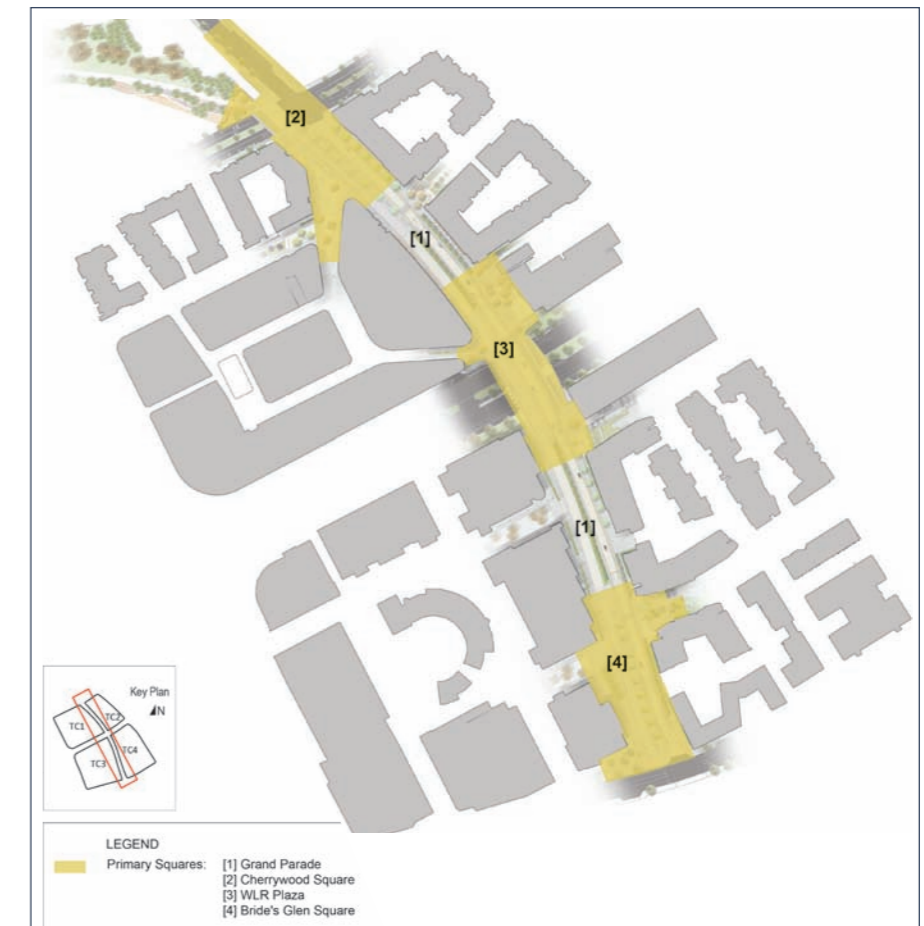 [2]
[1]
[3]
[1]
[4]
Key Plan
N
TC2
TC1
TC4
TC3
LEGEND
Primary Squares: [1] Grand Parade
[2] Cherrywood Square
[3] WLR Plaza
[4] Bride's Glen Square